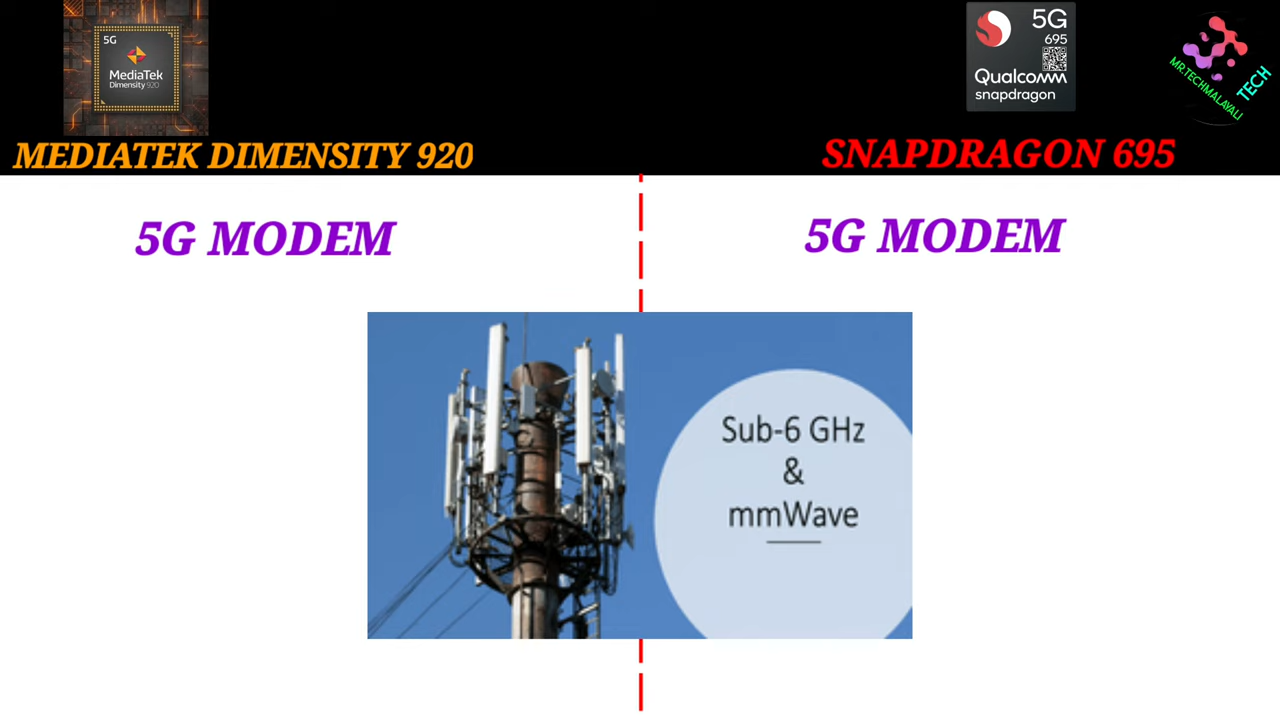 5G
MediaTek
Dimensity 920
5G
695
Qualcomm
snapdragon
MR.TECHMALAYALI
TECH
MEDIATEK DIMENSITY 920
SNAPDRAGON 695
5G MODEM
5G MODEM
Sub-6 GHz
&
mmWave